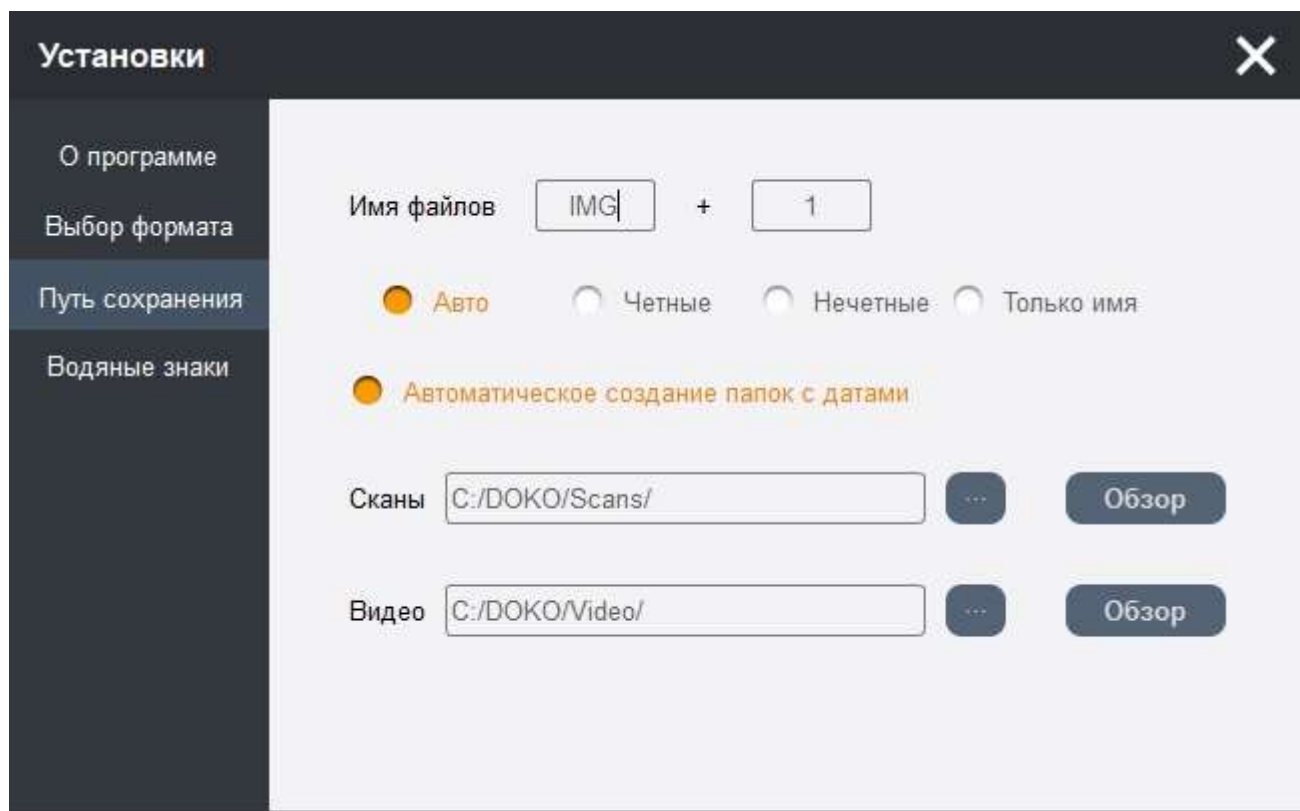 Установки
О программе
Выбор формата
Путь сохранения
Водяные знаки
Имя файлов IMG + 1
Авто Четные Нечетные Только имя
Автоматическое создание папок с датами
Сканы C:/DOKO/Scans/ ... Обзор
Видео C:/DOKO/Video/ ... Обзор